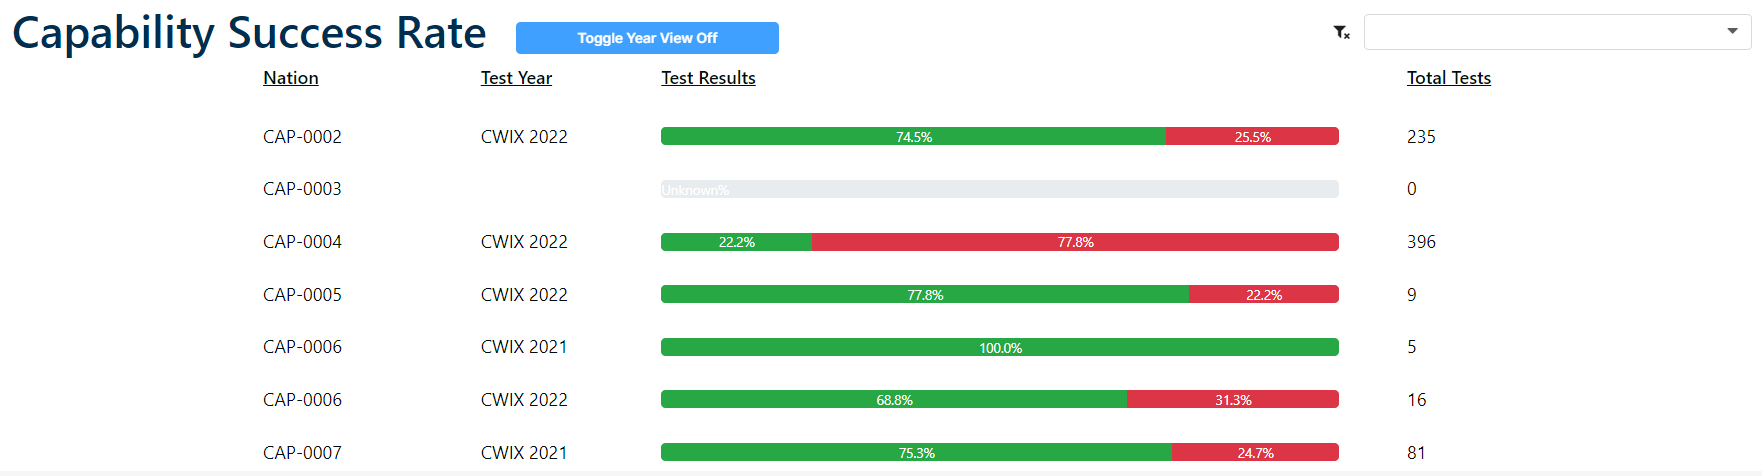 Capability Success Rate Toggle Year View Off
Nation Test Year Test Results Total Tests
CAP-0002 CWIX 2022 74.5% 25.5% 235
CAP-0003 Unknown% 0
CAP-0004 CWIX 2022 22.2% 77.8% 396
CAP-0005 CWIX 2022 77.8% 22.2% 9
CAP-0006 CWIX 2021 100.0% 5
CAP-0006 CWIX 2022 68.8% 31.3% 16
CAP-0007 CWIX 2021 75.3% 24.7% 81